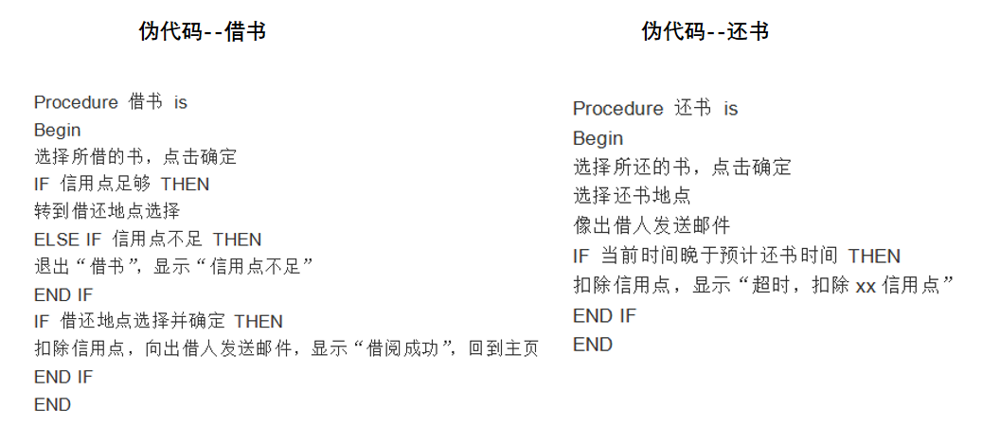 伪代码--借书
Procedure 借书 is
Begin
选择所借的书，点击确定
IF 信用点足够 THEN
转到借还地点选择
ELSE IF 信用点不足 THEN
退出“借书”，显示“信用点不足”
END IF
IF 借还地点选择并确定 THEN
扣除信用点，向出借人发送邮件，显示“借阅成功”，回到主页
END IF
END
伪代码--还书
Procedure 还书 is
Begin
选择所还的书，点击确定
选择还书地点
像出借人发送邮件
IF 当前时间晚于预计还书时间 THEN
扣除信用点，显示“超时，扣除 xx 信用点”
END IF
END